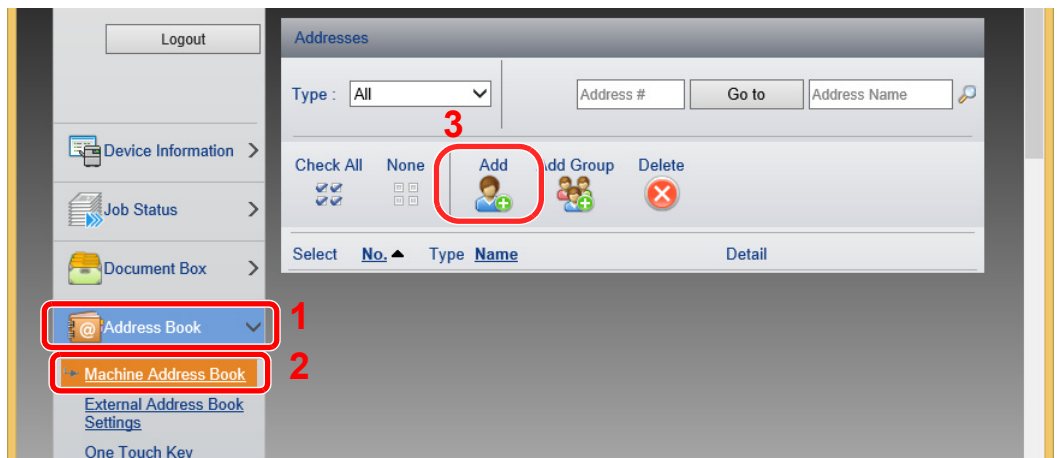 Logout
Device Information
Job Status
Document Box
Address Book
1
Machine Address Book
2
External Address Book
Settings
One Touch Key
Addresses
Type : All
Address #
Go to
Address Name
3
Check All None Add Add Group Delete
Select No. Type Name Detail